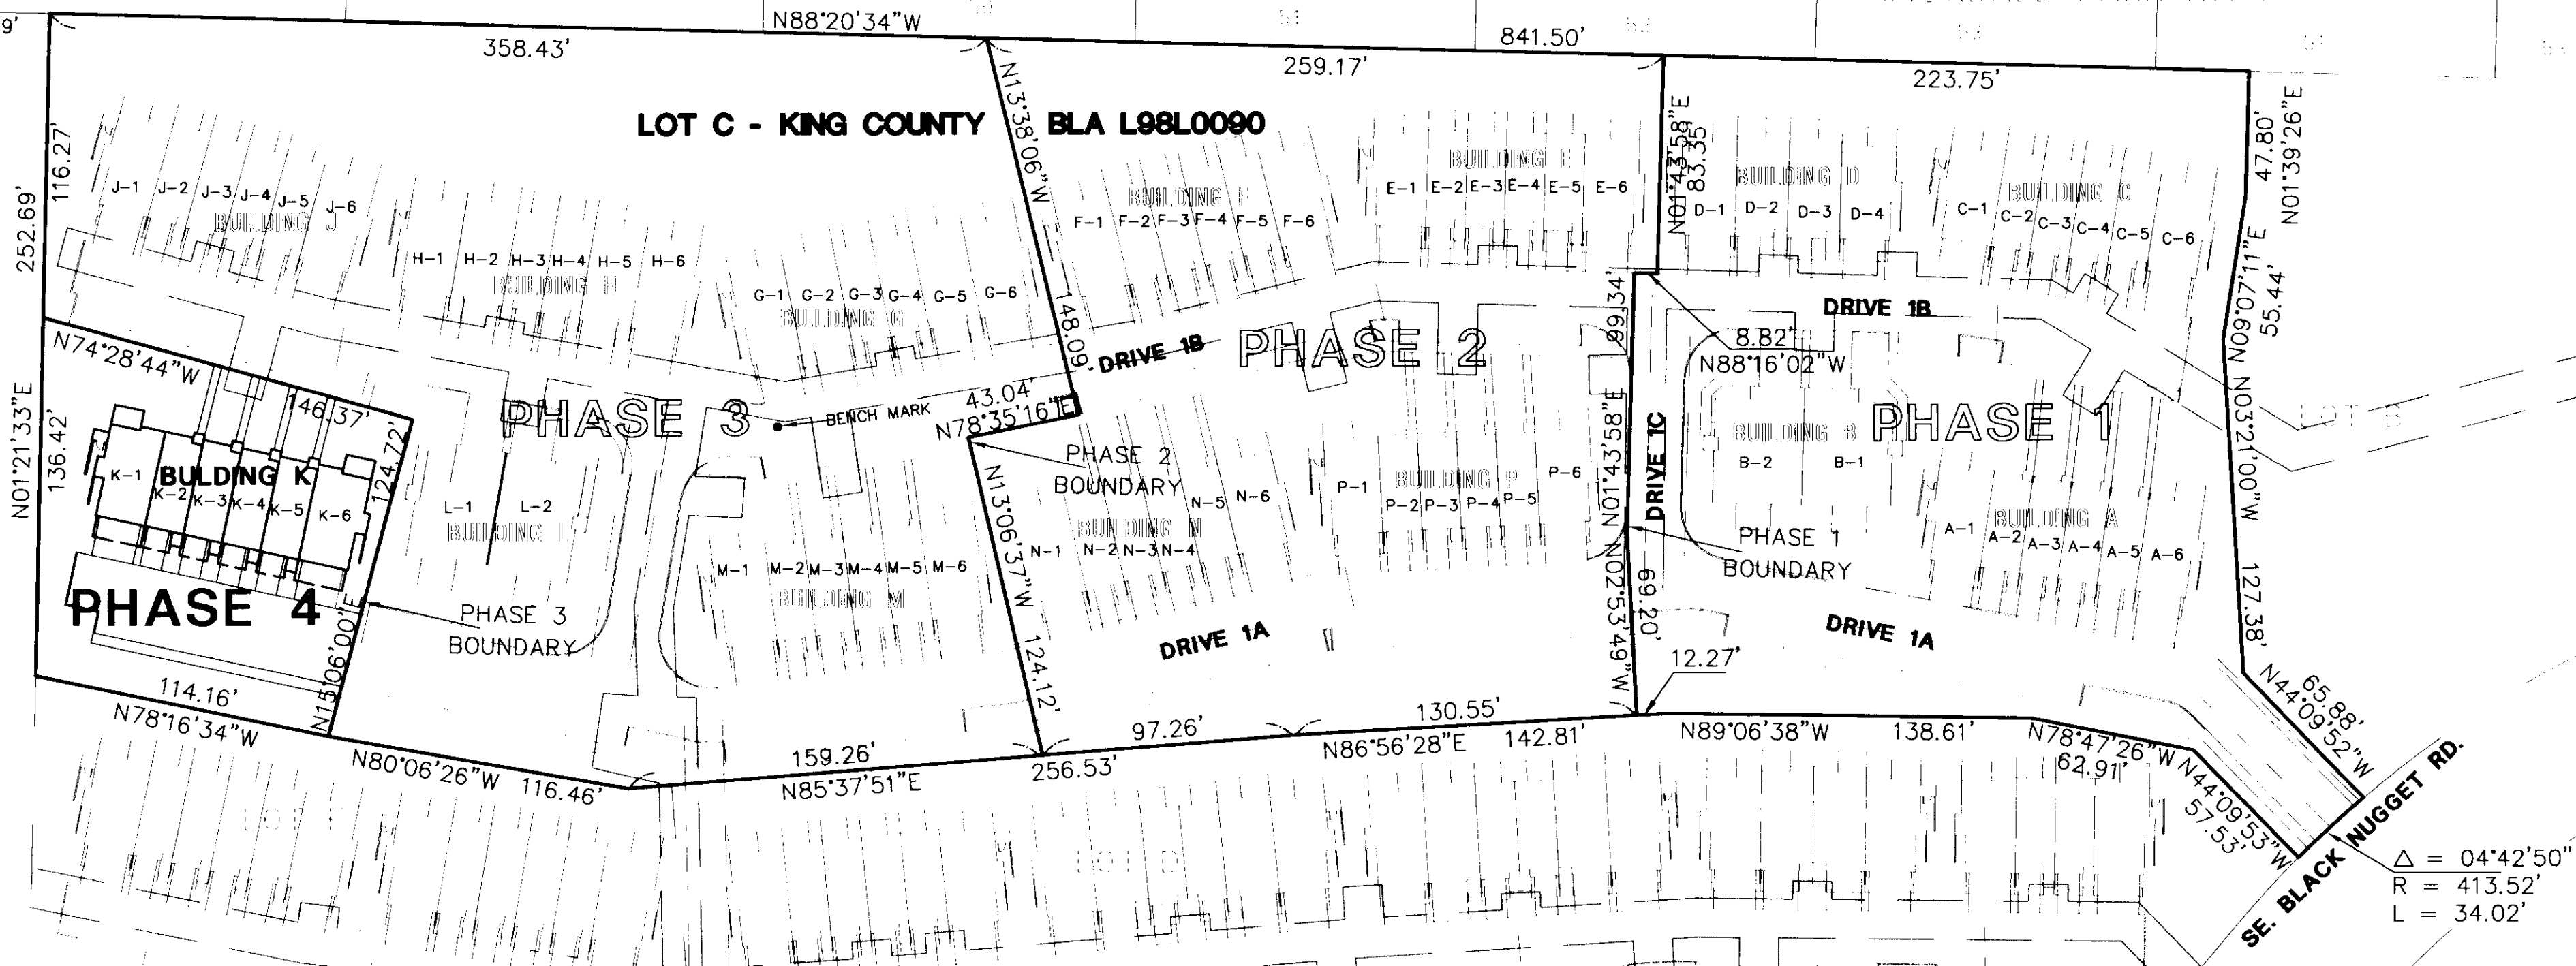 9'
N88°20'34"W
358.43'
841.50'
259.17'
223.75'
51
52
53
LOT C - KING COUNTY BLA L98L0090
N13°38'06"W
148.09'
N01°43'58"E
83.35'
47.80'
N01°39'26"E
N09°07'11"E
55.44'
N03°21'00"W
127.38'
116.27'
252.69'
N01°21'33"E
136.42'
J-1 J-2 J-3 J-4 J-5 J-6
BUILDING J
H-1 H-2 H-3 H-4 H-5 H-6
BUILDING H
G-1 G-2 G-3 G-4 G-5 G-6
BUILDING G
BUILDING F
F-1 F-2 F-3 F-4 F-5 F-6
BUILDING E
E-1 E-2 E-3 E-4 E-5 E-6
BUILDING D
D-1 D-2 D-3 D-4
BUILDING C
C-1 C-2 C-3 C-4 C-5 C-6
DRIVE 1B
DRIVE 1B
PHASE 2
99.34'
8.82'
N88°16'02"W
N74°28'44"W
146.37'
124.72'
PHASE 3
BENCH MARK
43.04'
N78°35'16"E
PHASE 2
BOUNDARY
PHASE 1
BUILDING B
B-2 B-1
LOT B
BULDING K
K-1 K-2 K-3 K-4 K-5 K-6
L-1 L-2
BUILDING L
M-1 M-2 M-3 M-4 M-5 M-6
BUILDING M
N13°06'37"W
124.12'
BUILDING N
N-1 N-2 N-3 N-4 N-5 N-6
BUILDING P
P-1 P-2 P-3 P-4 P-5 P-6
N01°43'58"E
DRIVE 1C
N02°53'49"W
69.20'
PHASE 1
BOUNDARY
BUILDING A
A-1 A-2 A-3 A-4 A-5 A-6
PHASE 4
N15°06'00"E
PHASE 3
BOUNDARY
DRIVE 1A
DRIVE 1A
12.27'
114.16'
N78°16'34"W
N80°06'26"W
116.46'
159.26'
N85°37'51"E
256.53'
97.26'
130.55'
N86°56'28"E
142.81'
N89°06'38"W
138.61'
N78°47'26"W
62.91'
N44°09'53"W
57.53'
65.88'
N44°09'52"W
SE. BLACK NUGGET RD.
Δ = 04°42'50"
R = 413.52'
L = 34.02'